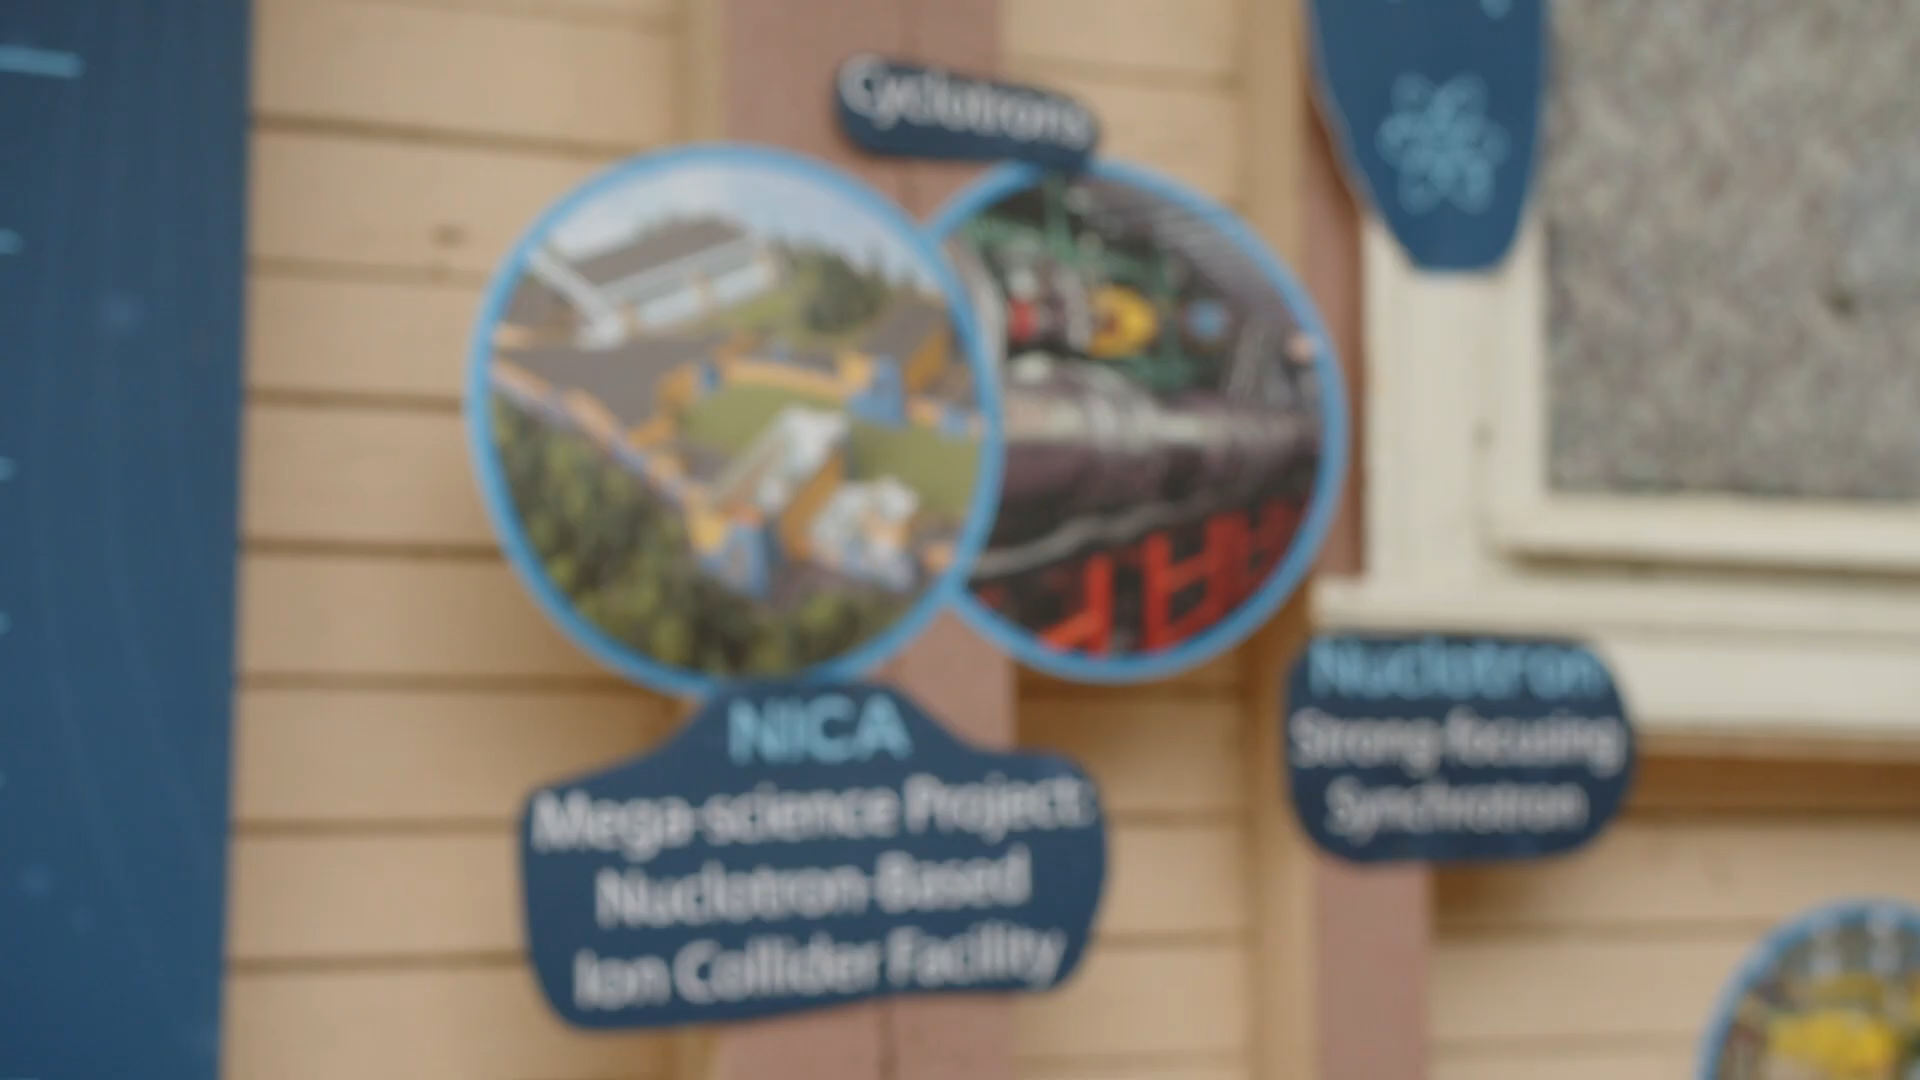 Cyclotrons
NICA
Mega-science Project:
Nuclotron-Based
Ion Collider Facility
Nuclotron
Strong-focusing
Synchrotron